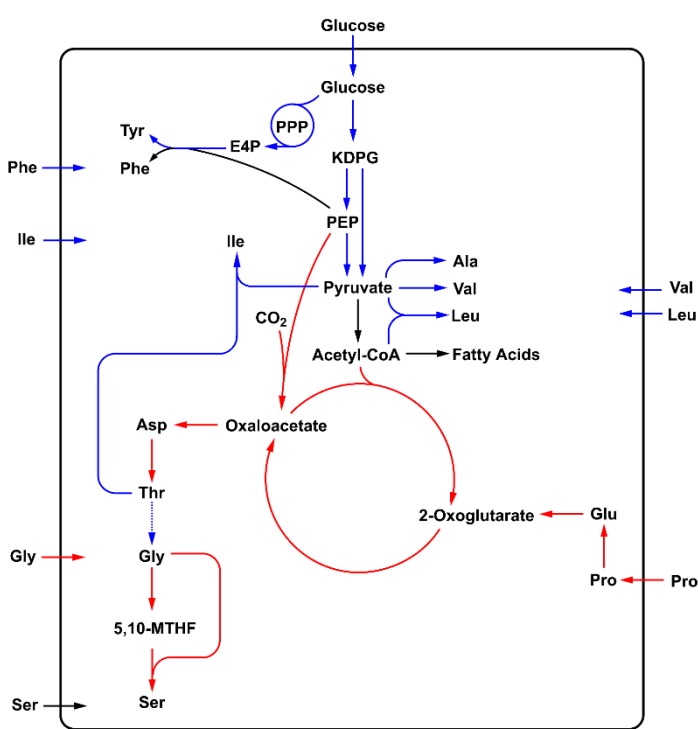 Glucose
Glucose
PPP
Tyr
E4P
Phe
KDPG
Phe
PEP
Ile
Ile
Ala
Pyruvate
Val
Val
CO₂
Leu
Leu
Acetyl-CoA
Fatty Acids
Asp
Oxaloacetate
Thr
2-Oxoglutarate
Glu
Gly
Gly
Pro
Pro
5,10-MTHF
Ser
Ser